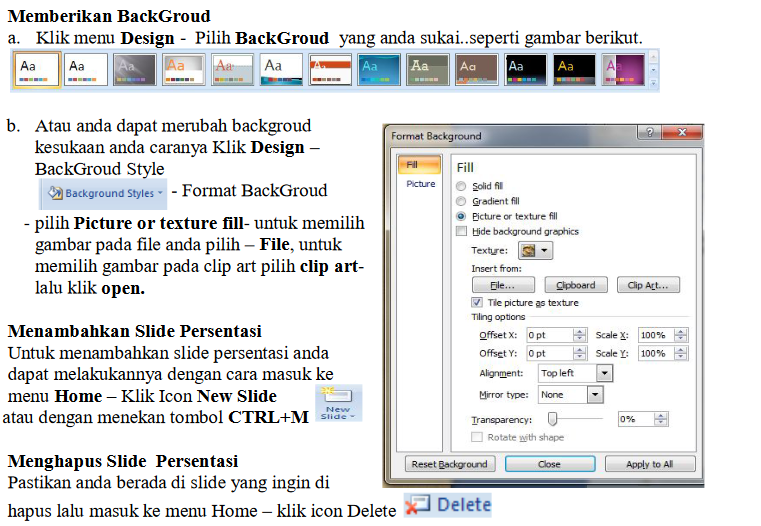 Memberikan BackGroud
a. Klik menu Design - Pilih BackGroud yang anda sukai..seperti gambar berikut.
Aa Aa Aa Aa Aa Aa Aa Aa Aa Aa Aa Aa Aa
b. Atau anda dapat merubah backgroud
kesukaan anda caranya Klik Design –
BackGroud Style
Background Styles - Format BackGroud
- pilih Picture or texture fill- untuk memilih
gambar pada file anda pilih – File, untuk
memilih gambar pada clip art pilih clip art-
lalu klik open.
Menambahkan Slide Persentasi
Untuk menambahkan slide persentasi anda
dapat melakukannya dengan cara masuk ke
menu Home – Klik Icon New Slide
atau dengan menekan tombol CTRL+M
New
Slide
Menghapus Slide Persentasi
Pastikan anda berada di slide yang ingin di
hapus lalu masuk ke menu Home – klik icon Delete
Delete
Format Background
?
Fill
Picture
Fill
Solid fill
Gradient fill
Picture or texture fill
Hide background graphics
Texture:
Insert from:
File... Clipboard Clip Art...
Tile picture as texture
Tiling options
Offset X: 0 pt Scale X: 100%
Offset Y: 0 pt Scale Y: 100%
Alignment: Top left
Mirror type: None
Transparency: 0%
Rotate with shape
Reset Background Close Apply to All